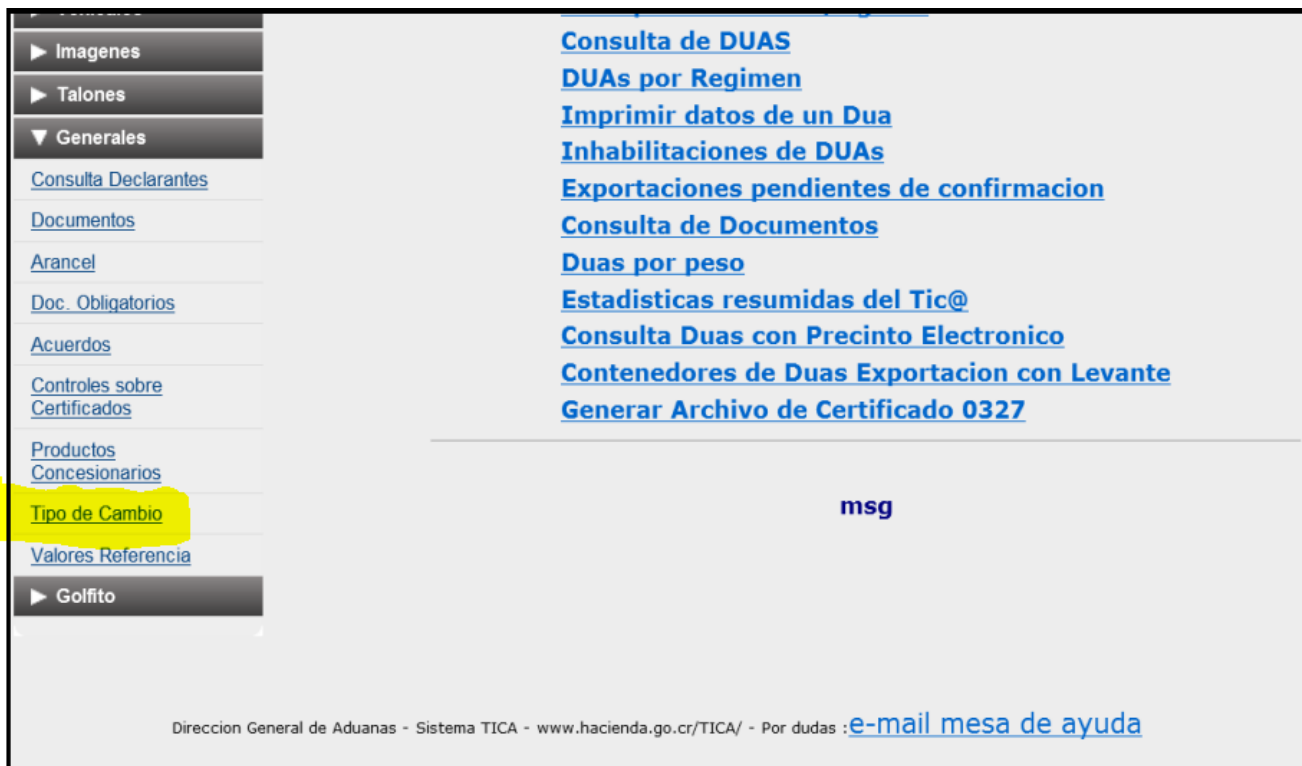 ▶ Imagenes
▶ Talones
▼ Generales
Consulta Declarantes
Documentos
Arancel
Doc. Obligatorios
Acuerdos
Controles sobre
Certificados
Productos
Concesionarios
Tipo de Cambio
Valores Referencia
▶ Golfito
Consulta de DUAS
DUAs por Regimen
Imprimir datos de un Dua
Inhabilitaciones de DUAs
Exportaciones pendientes de confirmacion
Consulta de Documentos
Duas por peso
Estadisticas resumidas del Tic@
Consulta Duas con Precinto Electronico
Contenedores de Duas Exportacion con Levante
Generar Archivo de Certificado 0327
msg
Direccion General de Aduanas - Sistema TICA - www.hacienda.go.cr/TICA/ - Por dudas :e-mail mesa de ayuda